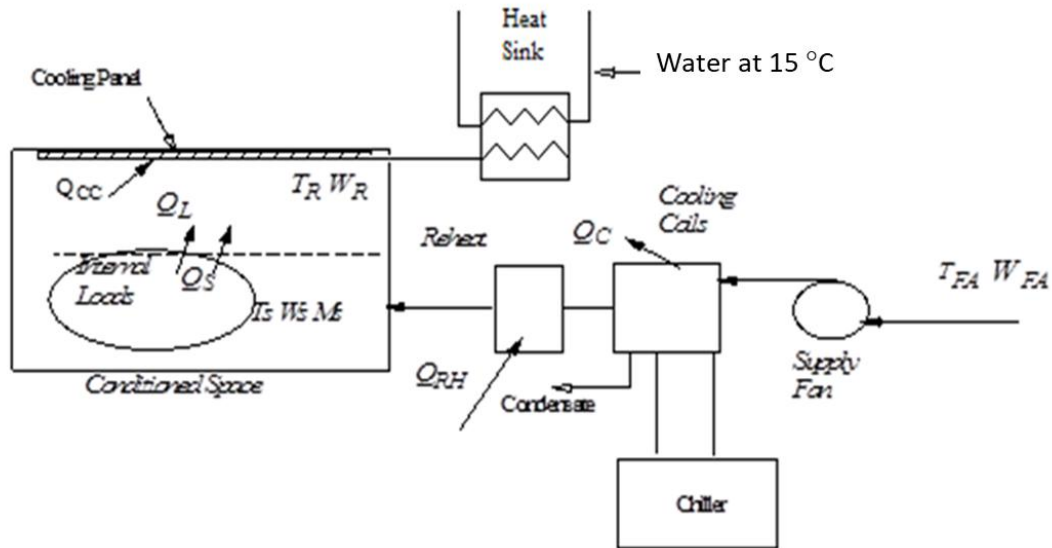 Heat
Sink
Water at 15 °C
Cooling Panel
QCC
TR WR
QL
Internal
Loads
QS
Ts Ws Ms
Conditioned Space
Reheat
QRH
QC
Cooling
Coils
Condensate
Chiller
TFA WFA
Supply
Fan